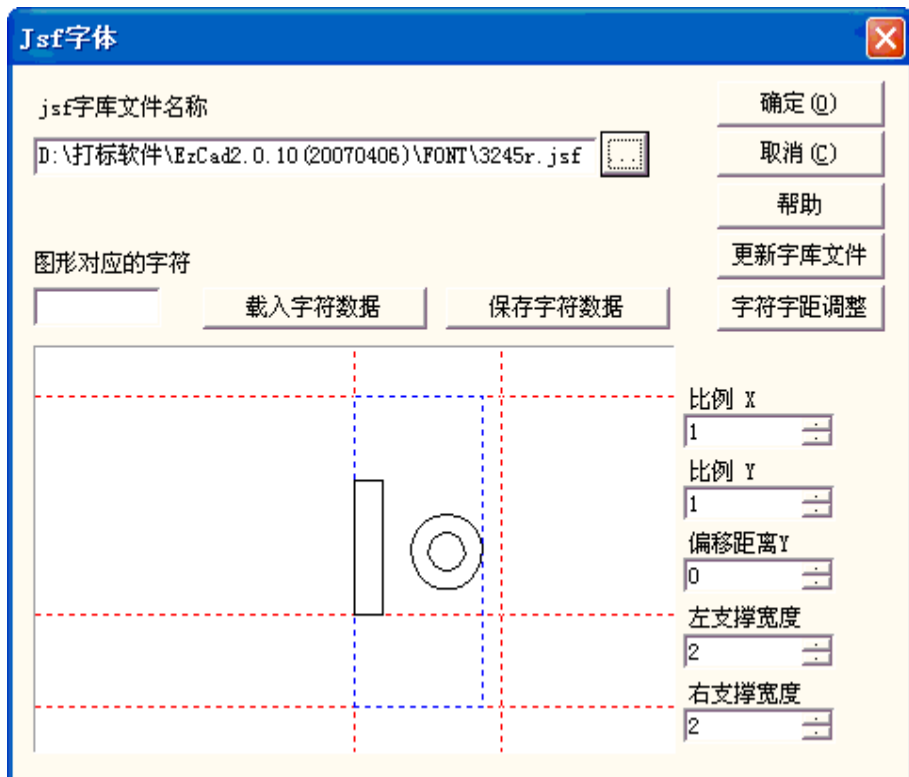 Jsf字体
jsf字库文件名称
D:\打标软件\EzCad2.0.10(20070406)\FONT\3245r.jsf
...
确定(O)
取消(C)
帮助
更新字库文件
字符字距调整
图形对应的字符
载入字符数据
保存字符数据
比例 X
1
比例 Y
1
偏移距离Y
0
左支撑宽度
2
右支撑宽度
2